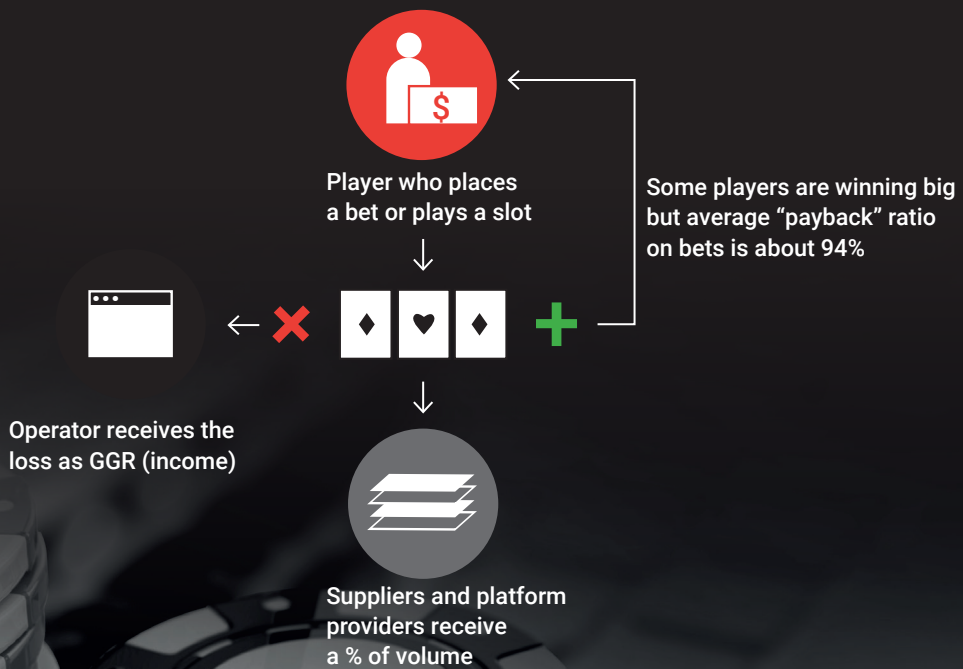 $
Player who places
a bet or plays a slot
Some players are winning big
but average “payback” ratio
on bets is about 94%
Operator receives the
loss as GGR (income)
Suppliers and platform
providers receive
a % of volume